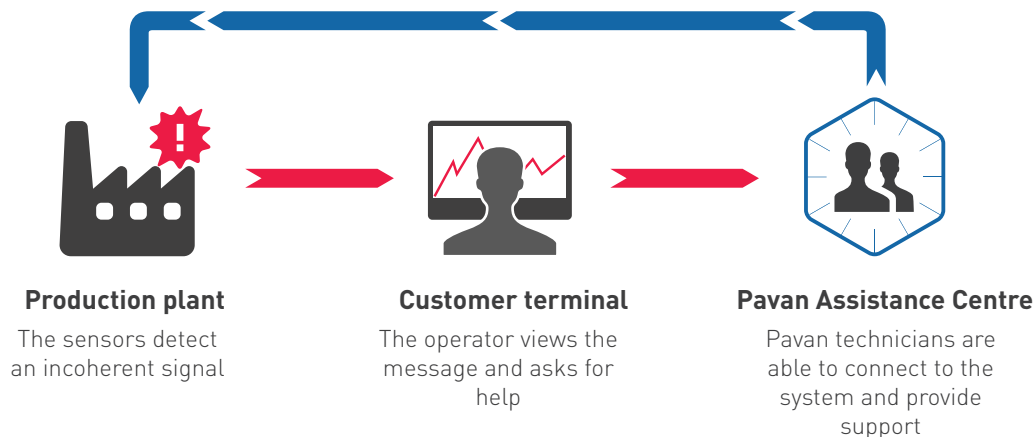 Production plant
The sensors detect
an incoherent signal
Customer terminal
The operator views the
message and asks for
help
Pavan Assistance Centre
Pavan technicians are
able to connect to the
system and provide
support